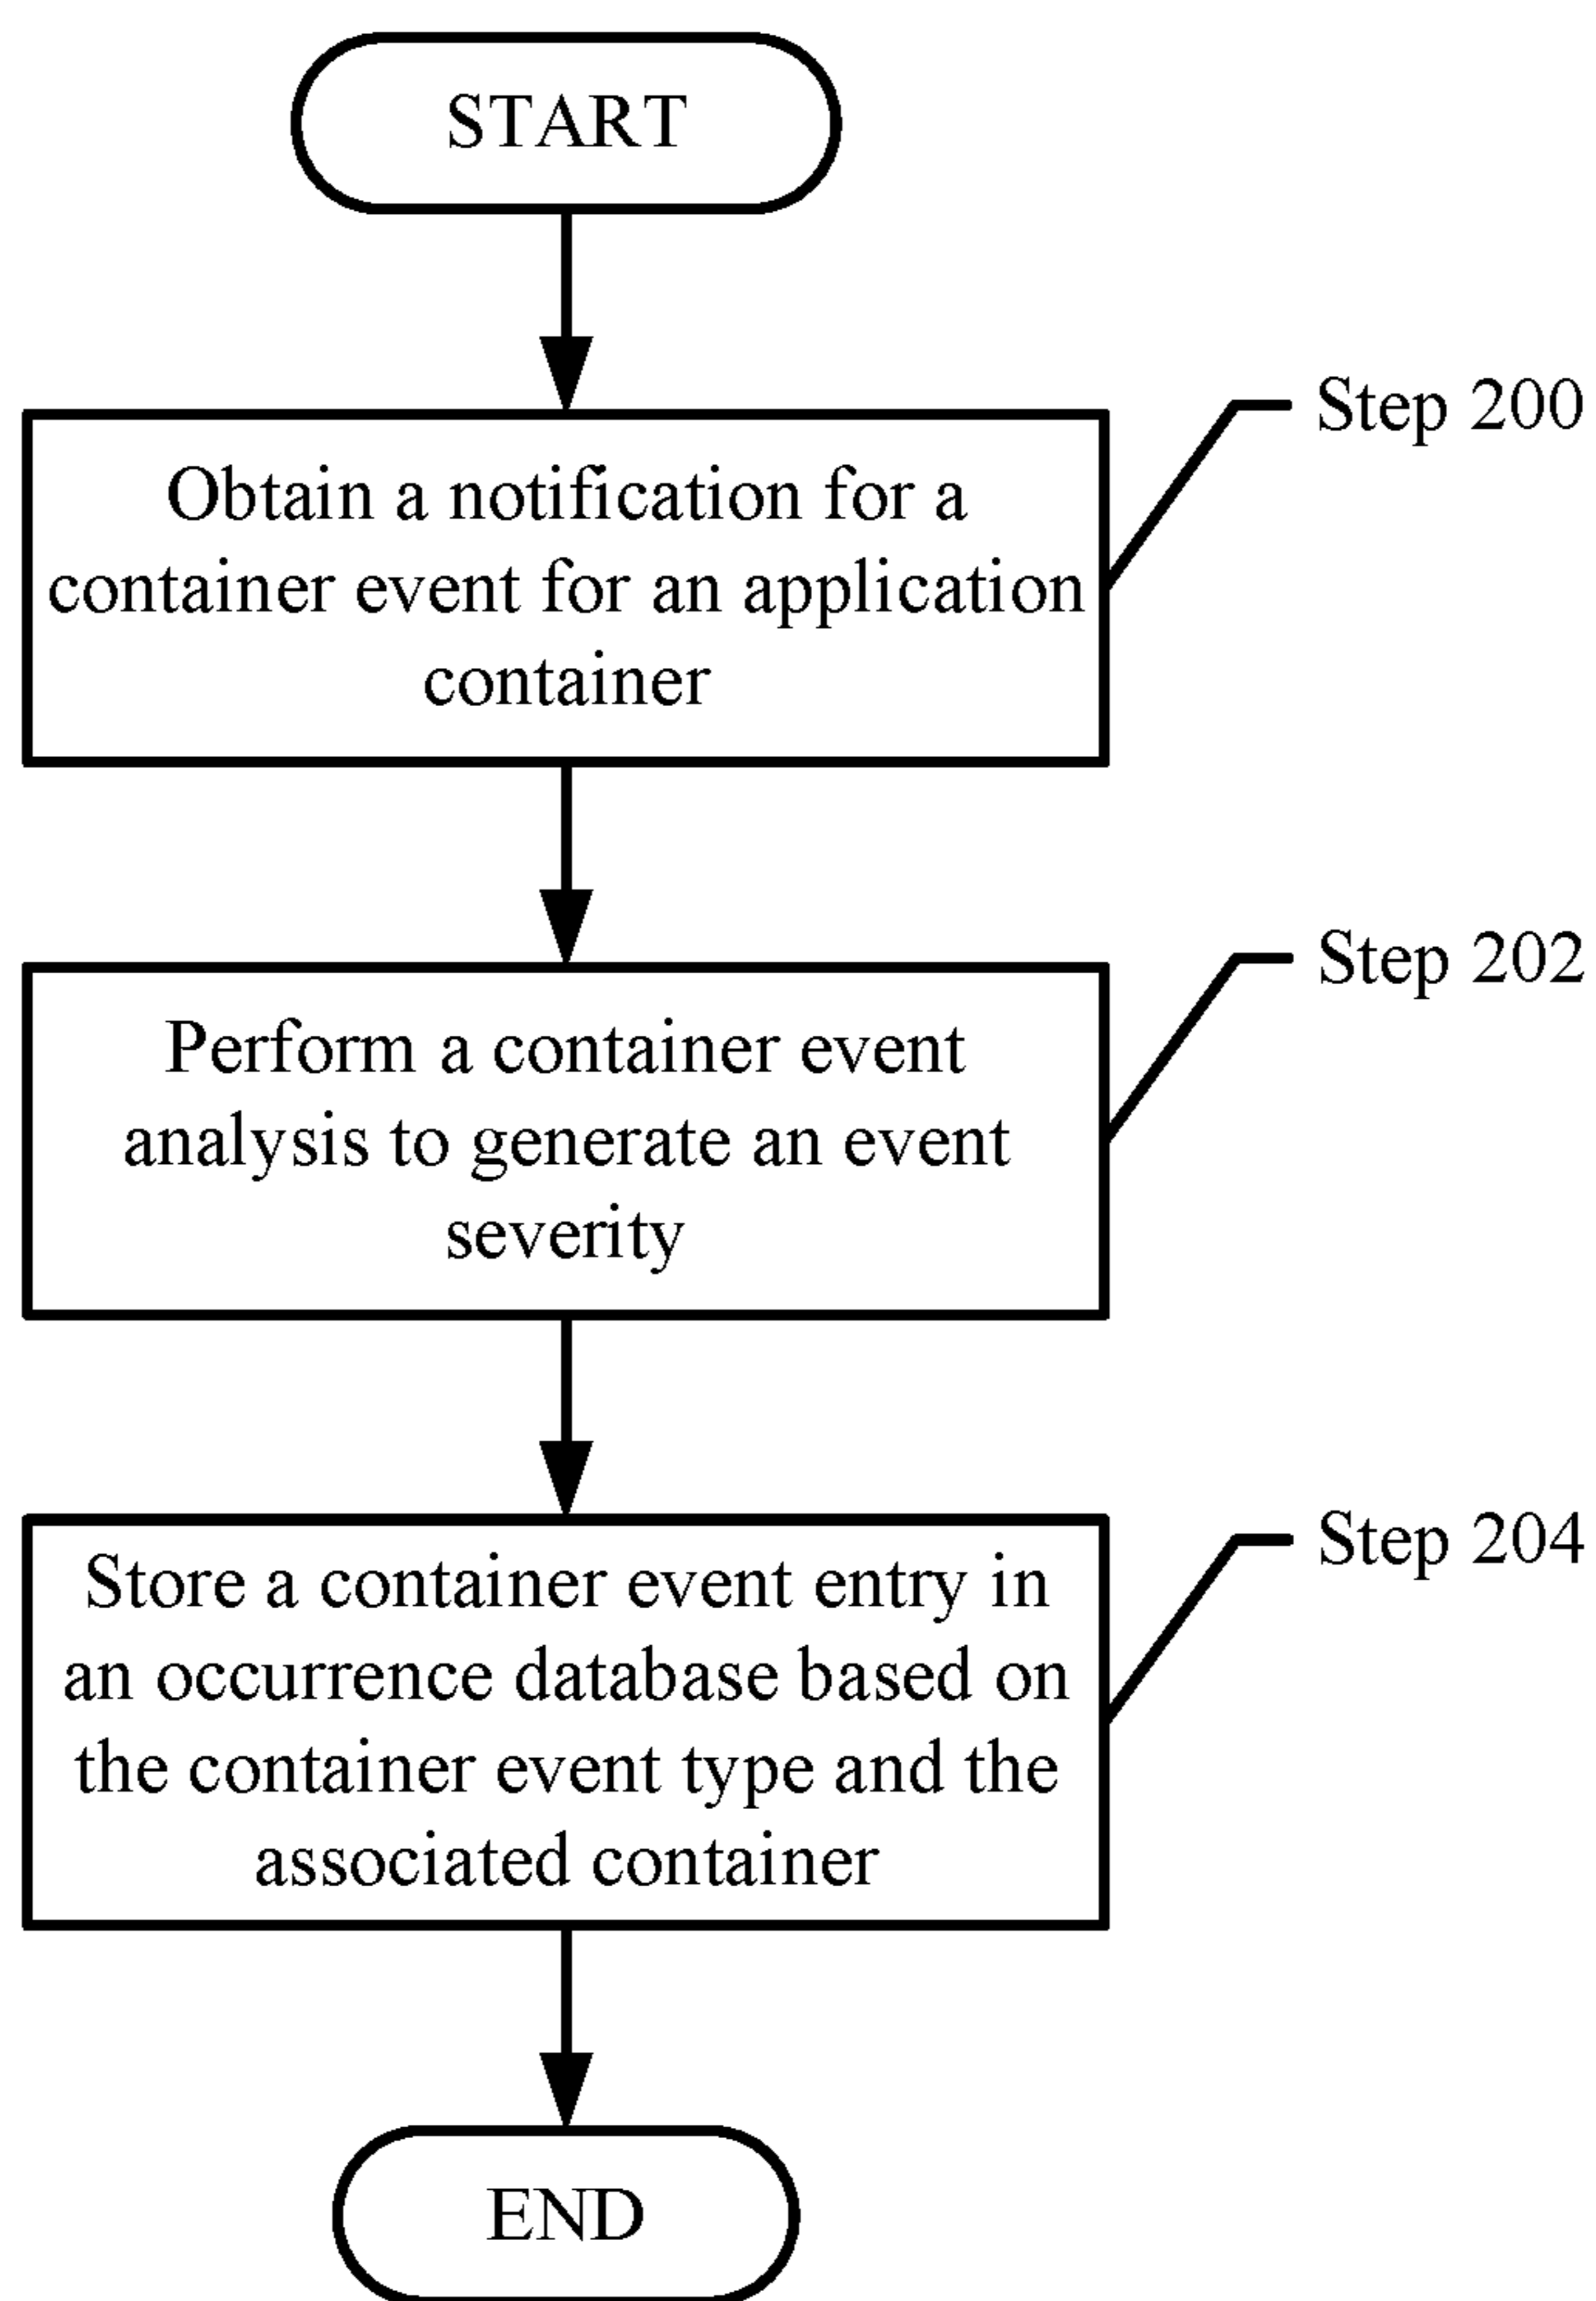 START
Step 200
Obtain a notification for a
container event for an application
container
Step 202
Perform a container event
analysis to generate an event
severity
Step 204
Store a container event entry in
an occurrence database based on
the container event type and the
associated container
END